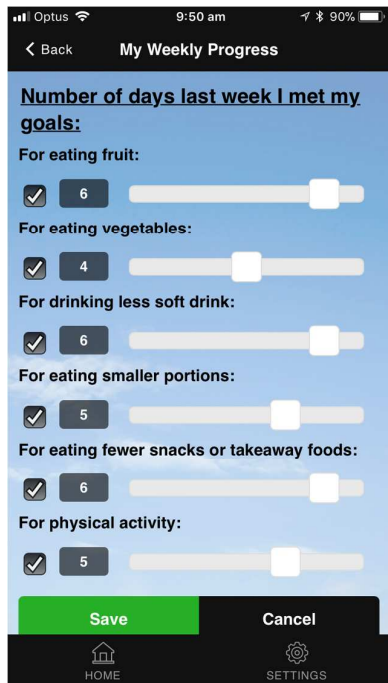 Optus 9:50 am 90%
Back My Weekly Progress
Number of days last week I met my
goals:
For eating fruit:
6
For eating vegetables:
4
For drinking less soft drink:
6
For eating smaller portions:
5
For eating fewer snacks or takeaway foods:
6
For physical activity:
5
Save Cancel
HOME SETTINGS